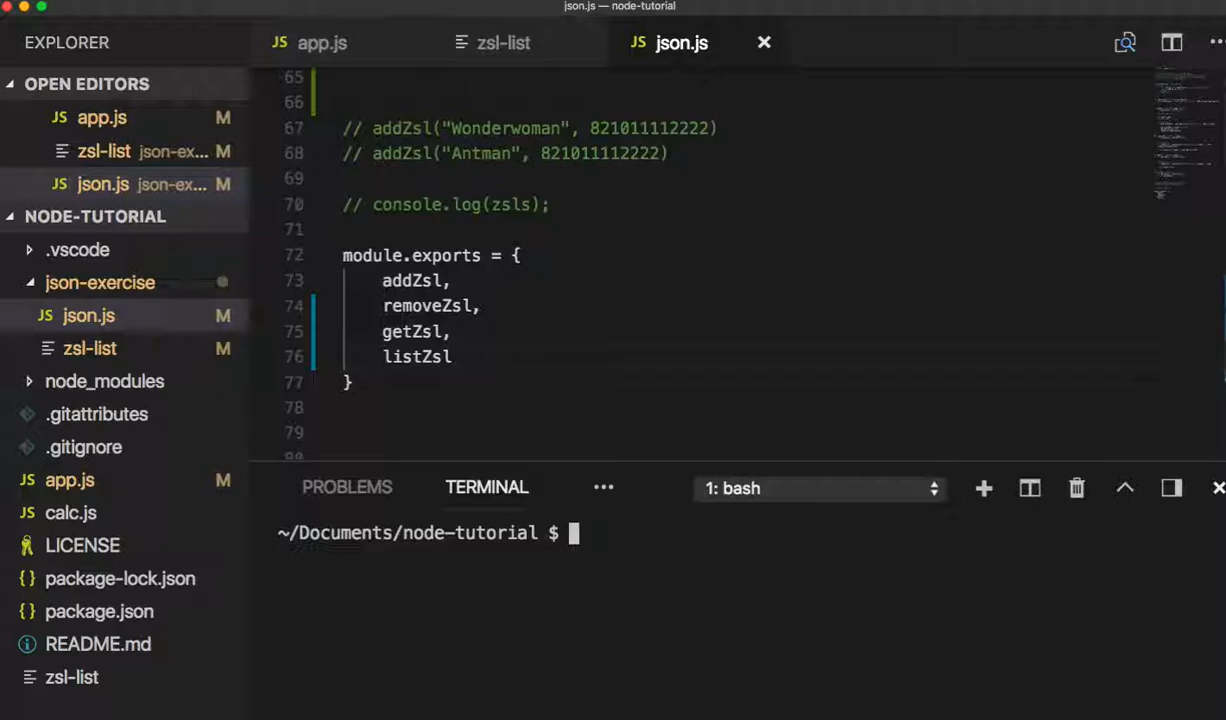 json.js — node-tutorial
EXPLORER
JS app.js
zsl-list
JS json.js
OPEN EDITORS
JS app.js M
zsl-list json-ex... M
JS json.js json-ex... M
NODE-TUTORIAL
.vscode
json-exercise
JS json.js M
zsl-list M
node_modules
.gitattributes
.gitignore
JS app.js M
JS calc.js
LICENSE
{} package-lock.json
{} package.json
README.md
zsl-list
65
66
67 // addZsl("Wonderwoman", 821011112222)
68 // addZsl("Antman", 821011112222)
69
70 // console.log(zsls);
71
72 module.exports = {
73 addZsl,
74 removeZsl,
75 getZsl,
76 listZsl
77 }
78
79
80
PROBLEMS TERMINAL ... 1: bash
~/Documents/node-tutorial $